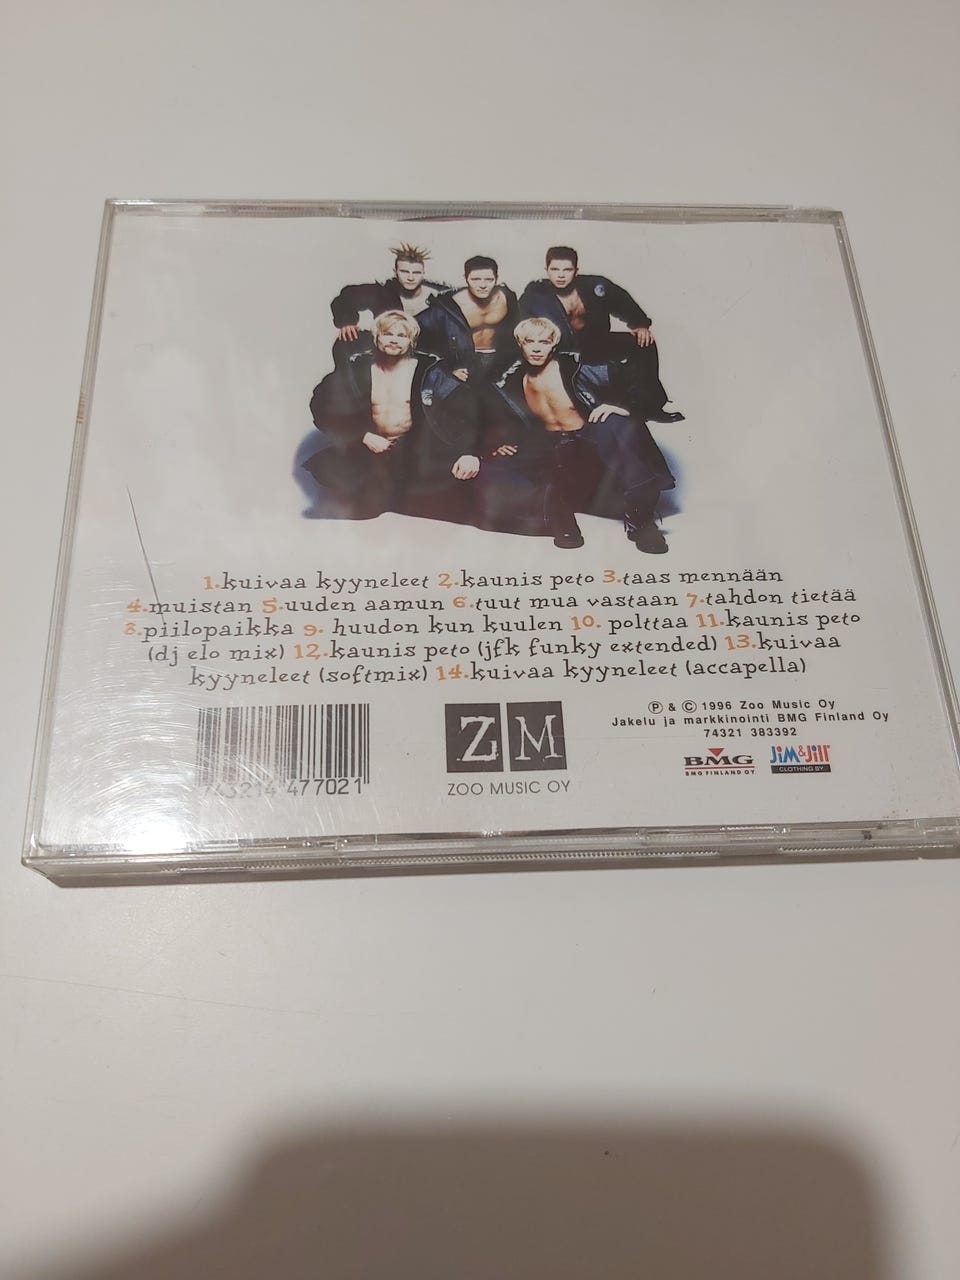 1.kuivaa kyyneleet 2.kaunis peto 3.taas mennään
4.muistan 5.uuden aamun 6.tuut mua vastaan 7.tahdon tietää
8.piilopaikka 9. huudon kun kuulen 10. polttaa 11.kaunis peto
(dj elo mix) 12.kaunis peto (jfk funky extended) 13.kuivaa
kyyneleet (softmix) 14.kuivaa kyyneleet (accapella)
743214 477021
ZM
ZOO MUSIC OY
Ⓟ & © 1996 Zoo Music Oy
Jakelu ja markkinointi BMG Finland Oy
74321 383392
BMG
BMG FINLAND OY
JiM&Jill
CLOTHING BY